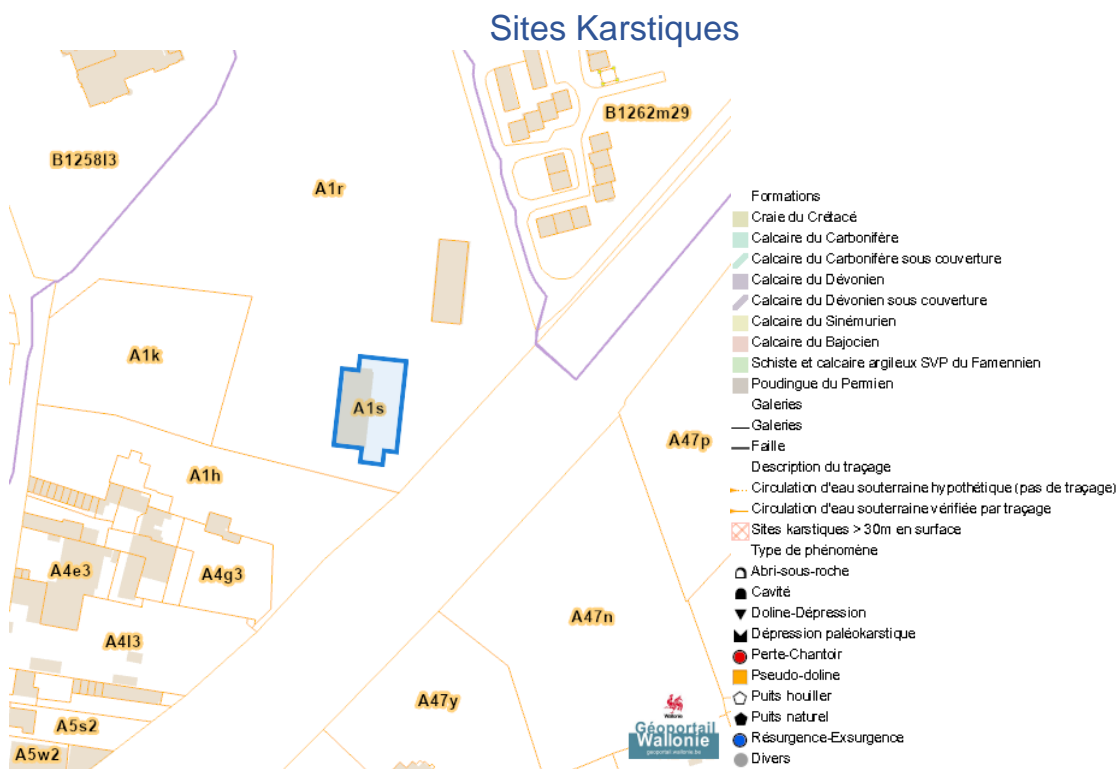 Sites Karstiques
B1262m29
B1258l3
A1r
A1k
A1s
A1h
A47p
A4e3
A4g3
A47n
A4l3
A47y
A5s2
A5w2
Wallonie
Géoportail
Wallonie
geoportail.wallonie.be
Formations
Craie du Crétacé
Calcaire du Carbonifère
Calcaire du Carbonifère sous couverture
Calcaire du Dévonien
Calcaire du Dévonien sous couverture
Calcaire du Sinémurien
Calcaire du Bajocien
Schiste et calcaire argileux SVP du Famennien
Poudingue du Permien
Galeries
Galeries
Faille
Description du traçage
Circulation d'eau souterraine hypothétique (pas de traçage)
Circulation d'eau souterraine vérifiée par traçage
Sites karstiques > 30m en surface
Type de phénomène
Abri-sous-roche
Cavité
Doline-Dépression
Dépression paléokarstique
Perte-Chantoir
Pseudo-doline
Puits houiller
Puits naturel
Résurgence-Exsurgence
Divers